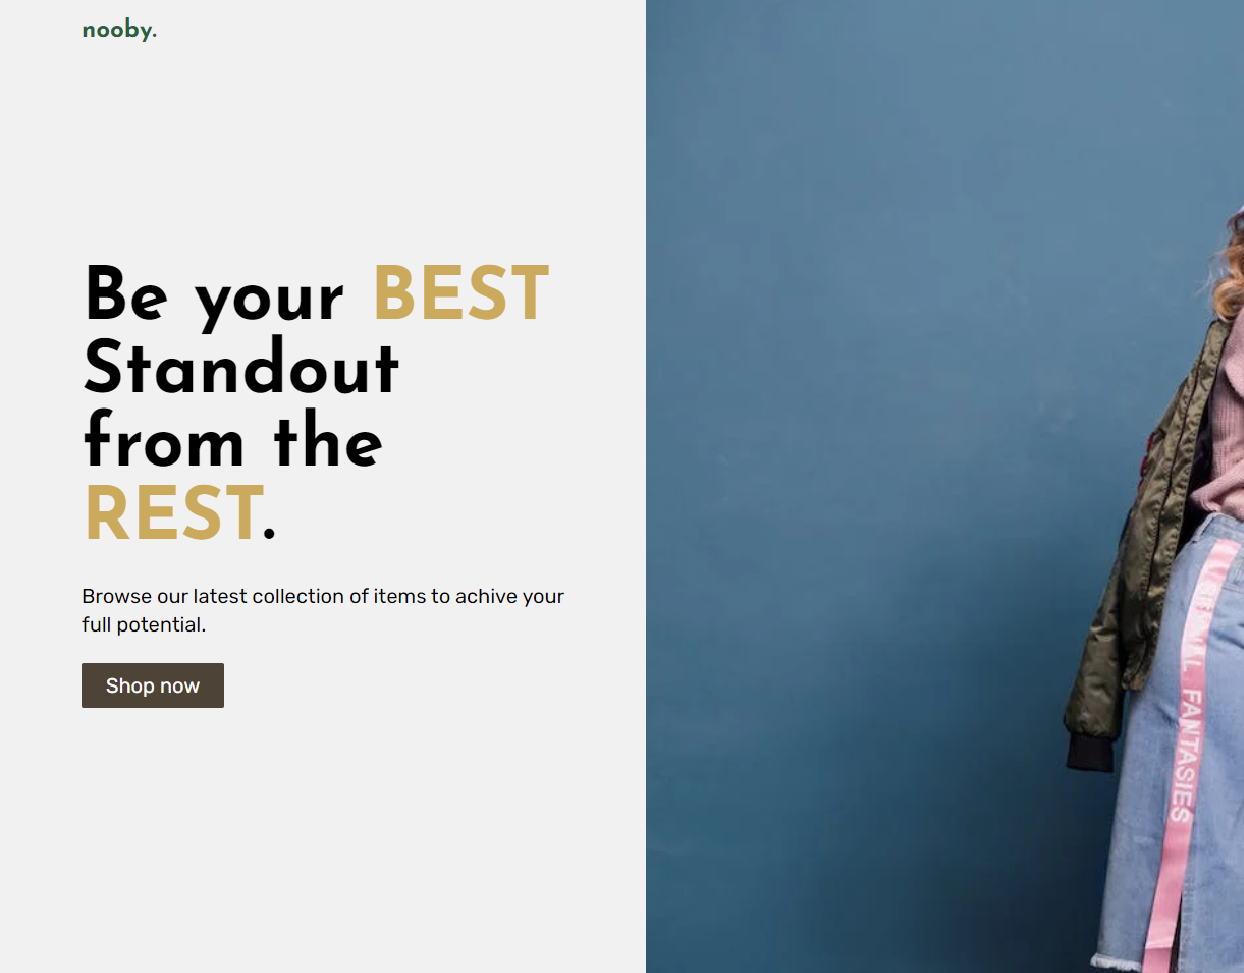 nooby.
Be your BEST
Standout
from the
REST.
Browse our latest collection of items to achive your
full potential.
Shop now
FANTASIES